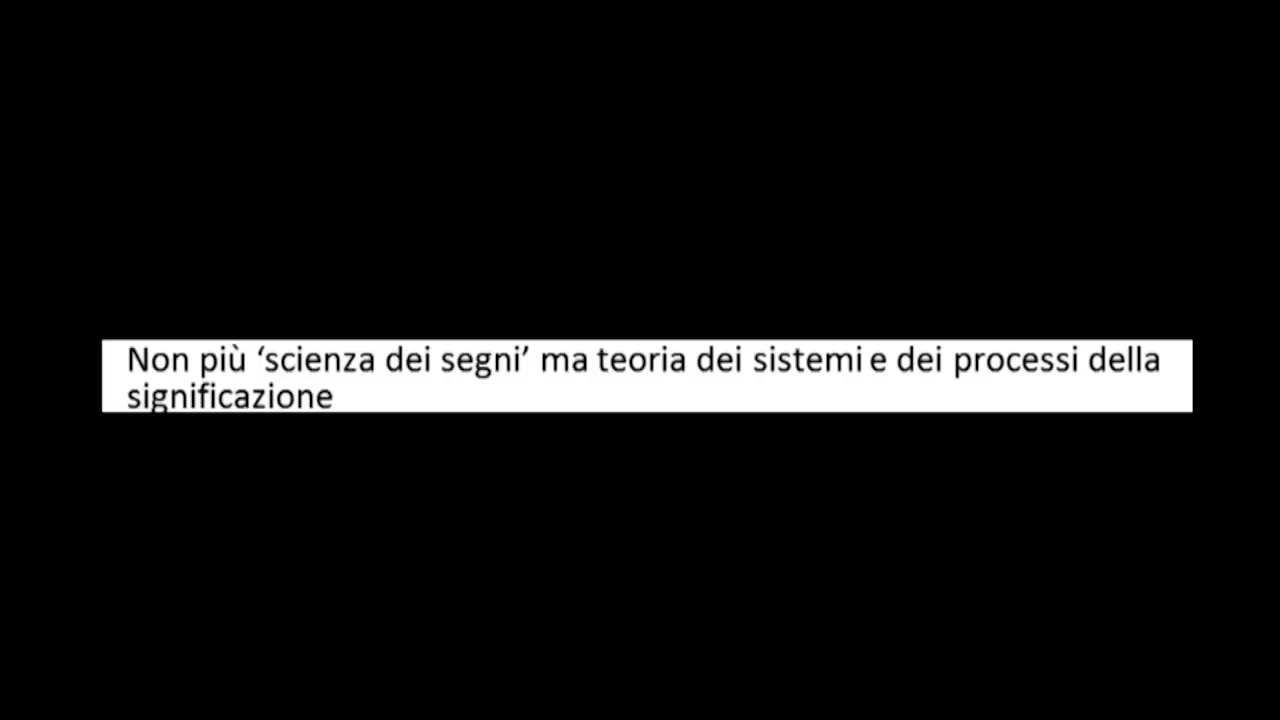 Non più ‘scienza dei segni’ ma teoria dei sistemi e dei processi della
significazione